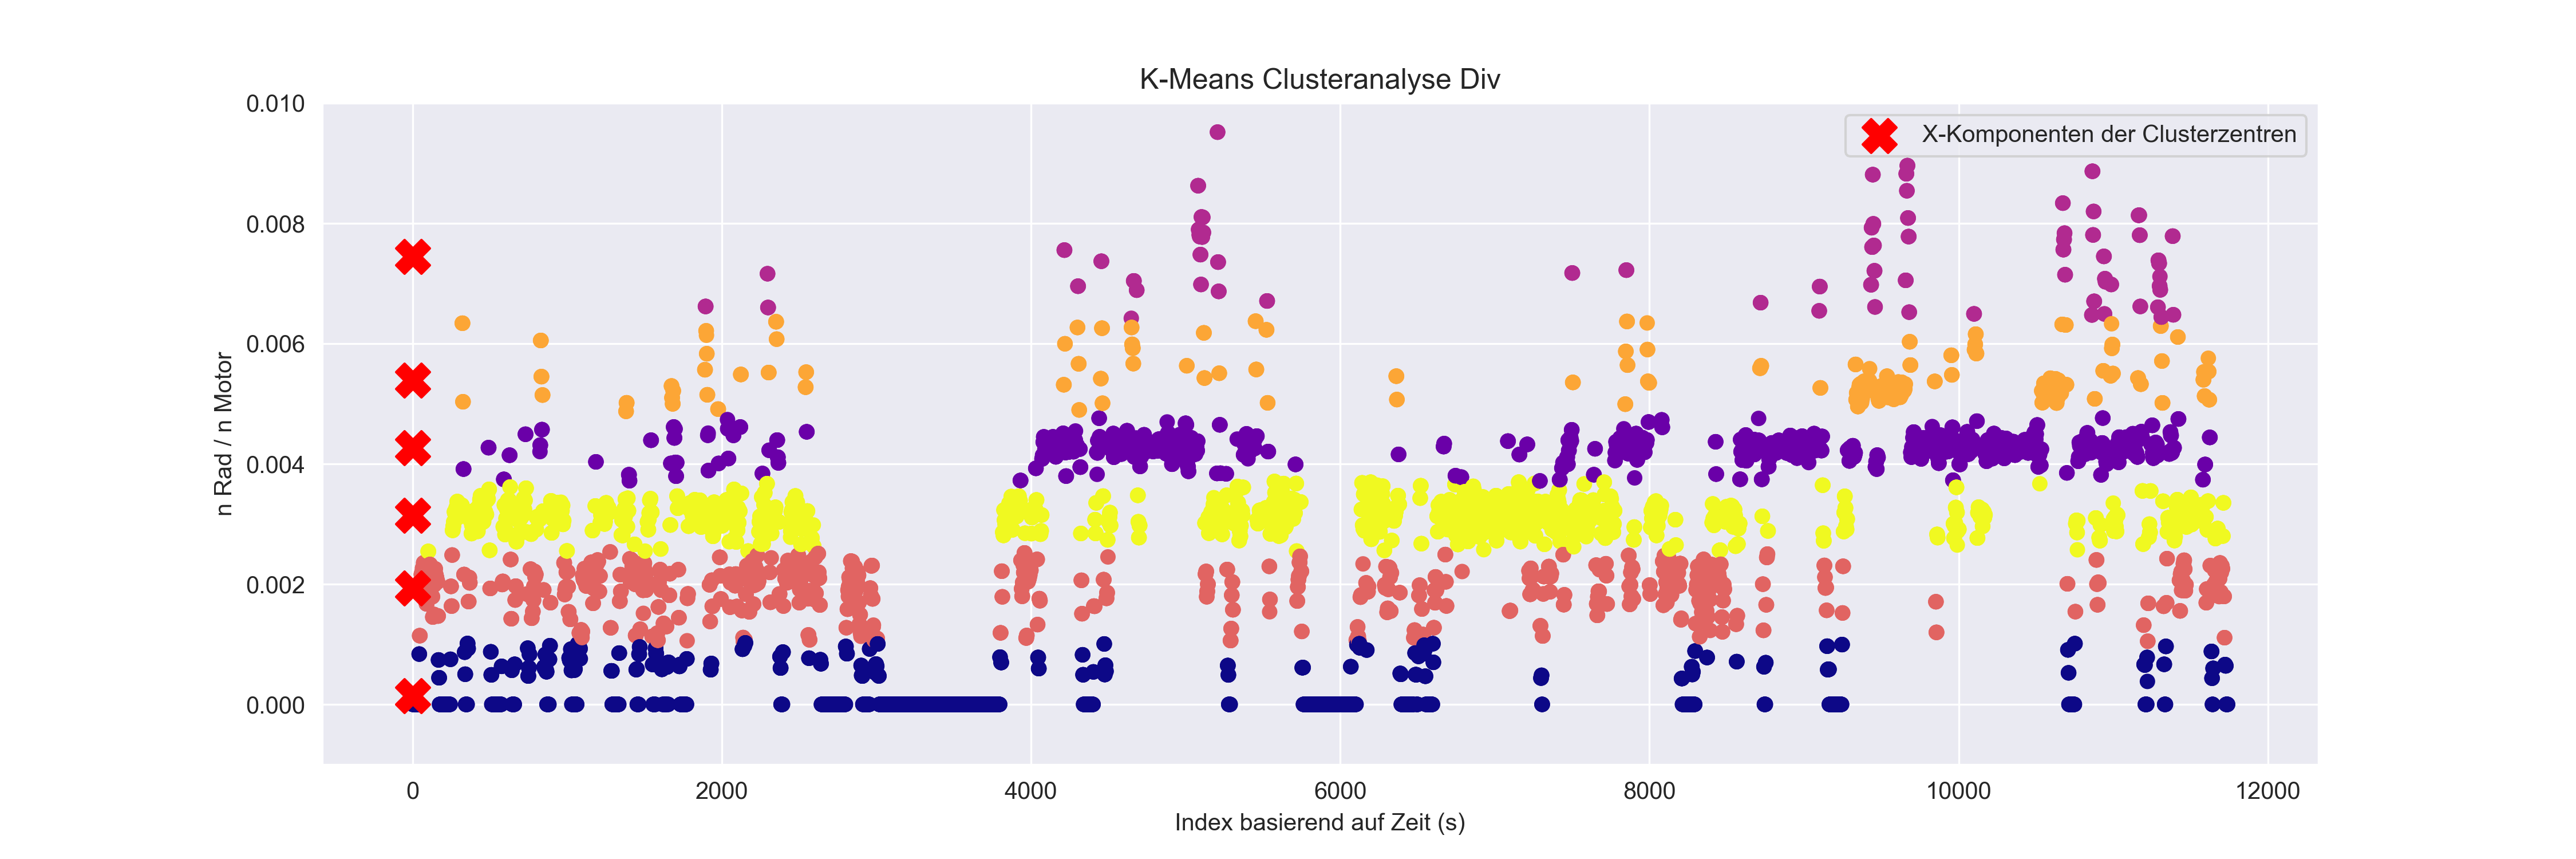 K-Means Clusteranalyse Div
X-Komponenten der Clusterzentren
n Rad / n Motor
0.010
0.008
0.006
0.004
0.002
0.000
0 2000 4000 6000 8000 10000 12000
Index basierend auf Zeit (s)